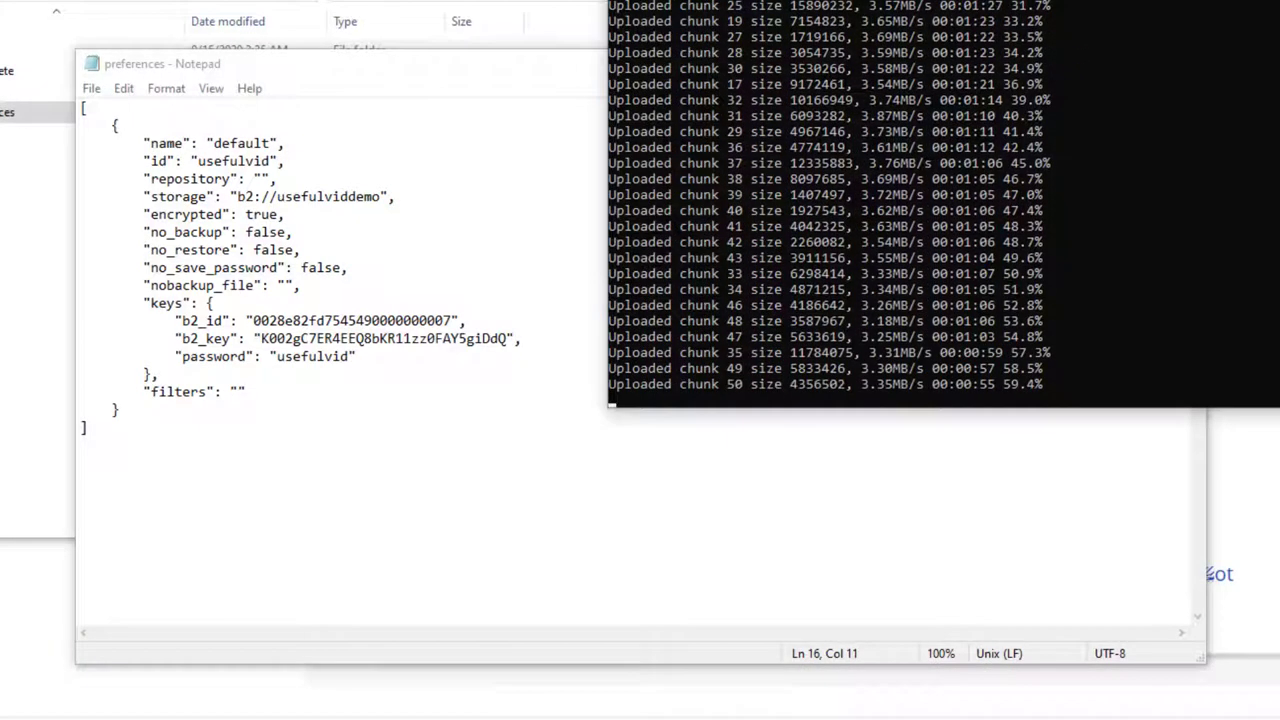 Date modified Type Size
ete
ces
preferences - Notepad
File Edit Format View Help
[
{
"name": "default",
"id": "usefulvid",
"repository": "",
"storage": "b2://usefulviddemo",
"encrypted": true,
"no_backup": false,
"no_restore": false,
"no_save_password": false,
"nobackup_file": "",
"keys": {
"b2_id": "0028e82fd7545490000000007",
"b2_key": "K002gC7ER4EEQ8bKR11zz0FAY5giDdQ",
"password": "usefulvid"
},
"filters": ""
}
]
Ln 16, Col 11 100% Unix (LF) UTF-8
Uploaded chunk 25 size 15890232, 3.57MB/s 00:01:27 31.7%
Uploaded chunk 19 size 7154823, 3.65MB/s 00:01:23 33.2%
Uploaded chunk 27 size 1719166, 3.69MB/s 00:01:22 33.5%
Uploaded chunk 28 size 3054735, 3.59MB/s 00:01:23 34.2%
Uploaded chunk 30 size 3530266, 3.58MB/s 00:01:22 34.9%
Uploaded chunk 17 size 9172461, 3.54MB/s 00:01:21 36.9%
Uploaded chunk 32 size 10166949, 3.74MB/s 00:01:14 39.0%
Uploaded chunk 31 size 6093282, 3.87MB/s 00:01:10 40.3%
Uploaded chunk 29 size 4967146, 3.73MB/s 00:01:11 41.4%
Uploaded chunk 36 size 4774119, 3.61MB/s 00:01:12 42.4%
Uploaded chunk 37 size 12335883, 3.76MB/s 00:01:06 45.0%
Uploaded chunk 38 size 8097685, 3.69MB/s 00:01:05 46.7%
Uploaded chunk 39 size 1407497, 3.72MB/s 00:01:05 47.0%
Uploaded chunk 40 size 1927543, 3.62MB/s 00:01:06 47.4%
Uploaded chunk 41 size 4042325, 3.63MB/s 00:01:05 48.3%
Uploaded chunk 42 size 2260082, 3.54MB/s 00:01:06 48.7%
Uploaded chunk 43 size 3911156, 3.55MB/s 00:01:04 49.6%
Uploaded chunk 33 size 6298414, 3.33MB/s 00:01:07 50.9%
Uploaded chunk 34 size 4871215, 3.34MB/s 00:01:05 51.9%
Uploaded chunk 46 size 4186642, 3.26MB/s 00:01:06 52.8%
Uploaded chunk 48 size 3587967, 3.18MB/s 00:01:06 53.6%
Uploaded chunk 47 size 5633619, 3.25MB/s 00:01:03 54.8%
Uploaded chunk 35 size 11784075, 3.31MB/s 00:00:59 57.3%
Uploaded chunk 49 size 5833426, 3.30MB/s 00:00:57 58.5%
Uploaded chunk 50 size 4356502, 3.35MB/s 00:00:55 59.4%
ot